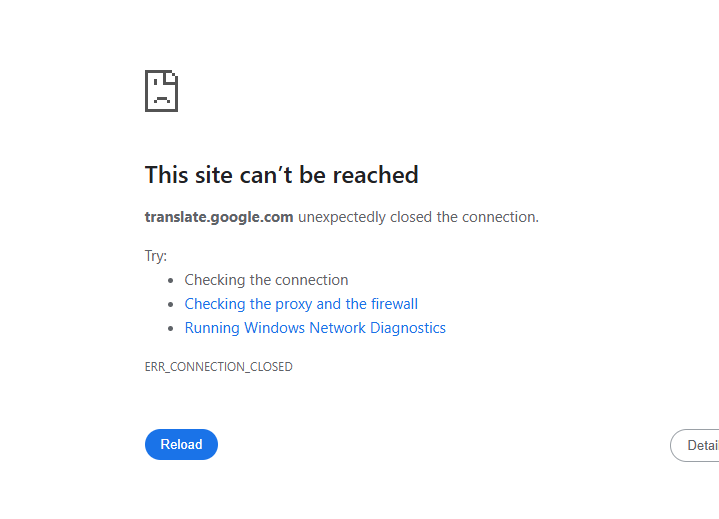 This site can’t be reached
translate.google.com unexpectedly closed the connection.
Try:
Checking the connection
Checking the proxy and the firewall
Running Windows Network Diagnostics
ERR_CONNECTION_CLOSED
Reload
Detai